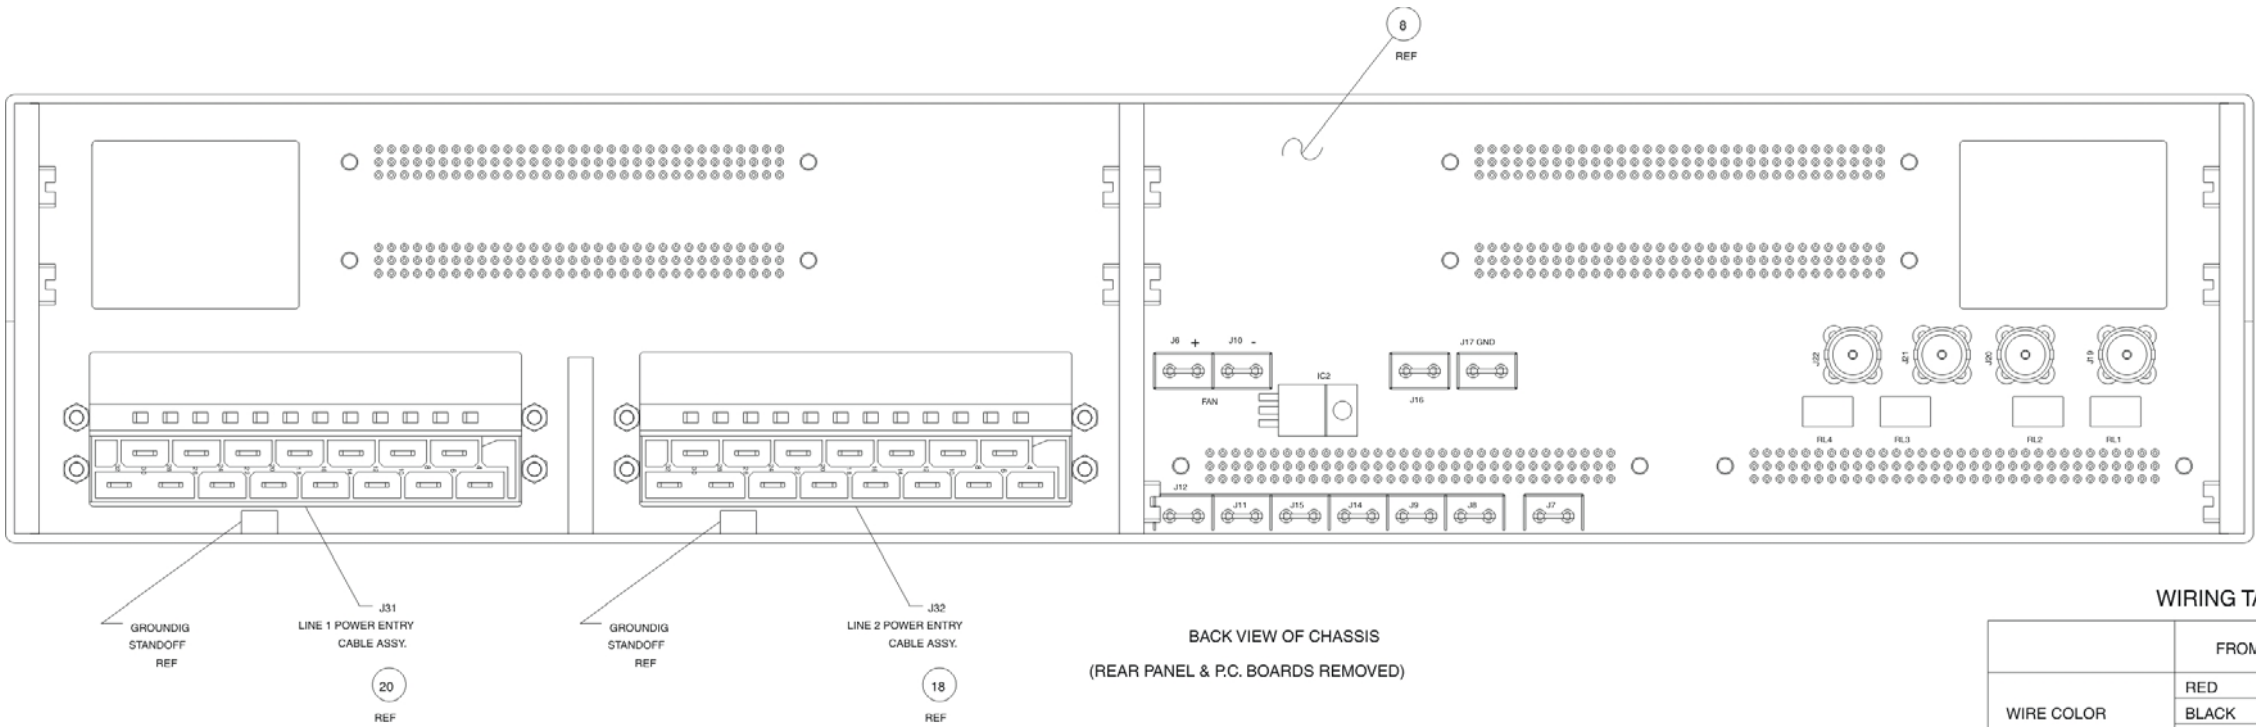 8
REF
J6 + J10 -
J17 GND
FAN
IC2
J16
J22
J21
J20
J19
RL4 RL3 RL2 RL1
J12
J11 J15 J14 J9 J8 J7
J31
LINE 1 POWER ENTRY
CABLE ASSY.
20
REF
GROUNDIG
STANDOFF
REF
J32
LINE 2 POWER ENTRY
CABLE ASSY.
18
REF
GROUNDIG
STANDOFF
REF
BACK VIEW OF CHASSIS
(REAR PANEL & P.C. BOARDS REMOVED)
WIRING TA
FROM
WIRE COLOR
RED
BLACK